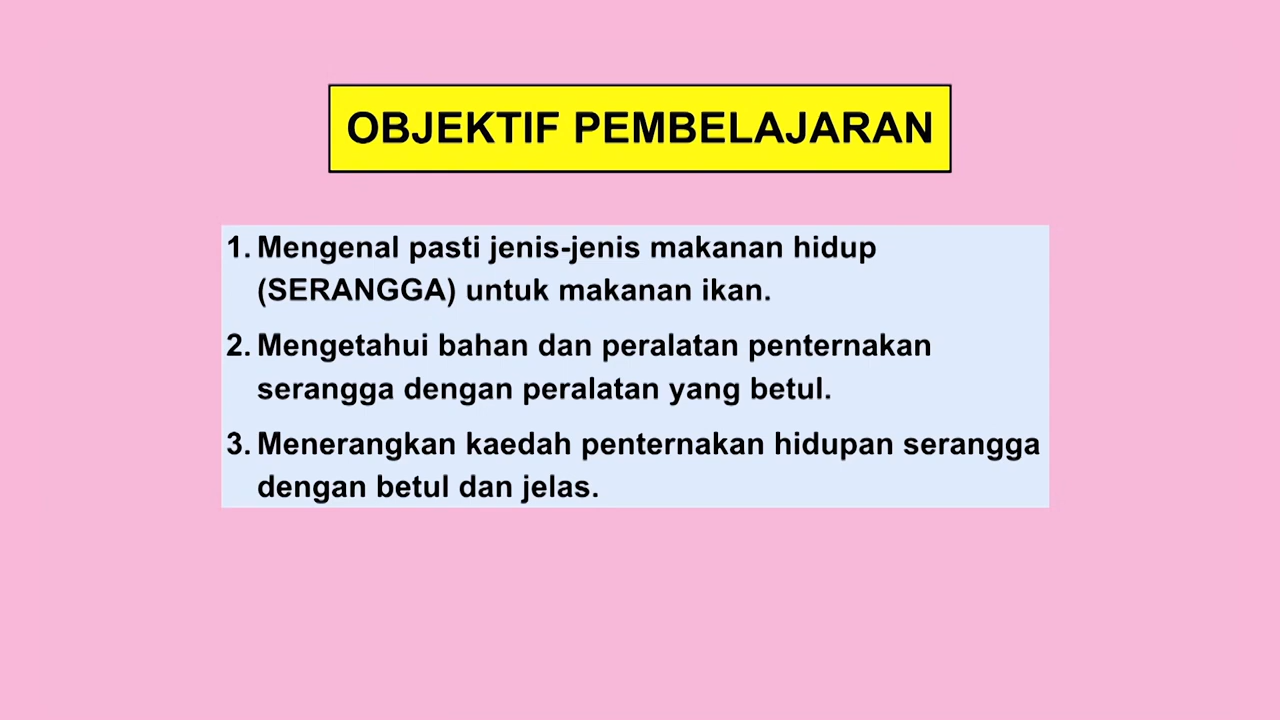 OBJEKTIF PEMBELAJARAN
1. Mengenal pasti jenis-jenis makanan hidup
(SERANGGA) untuk makanan ikan.
2. Mengetahui bahan dan peralatan penternakan
serangga dengan peralatan yang betul.
3. Menerangkan kaedah penternakan hidupan serangga
dengan betul dan jelas.